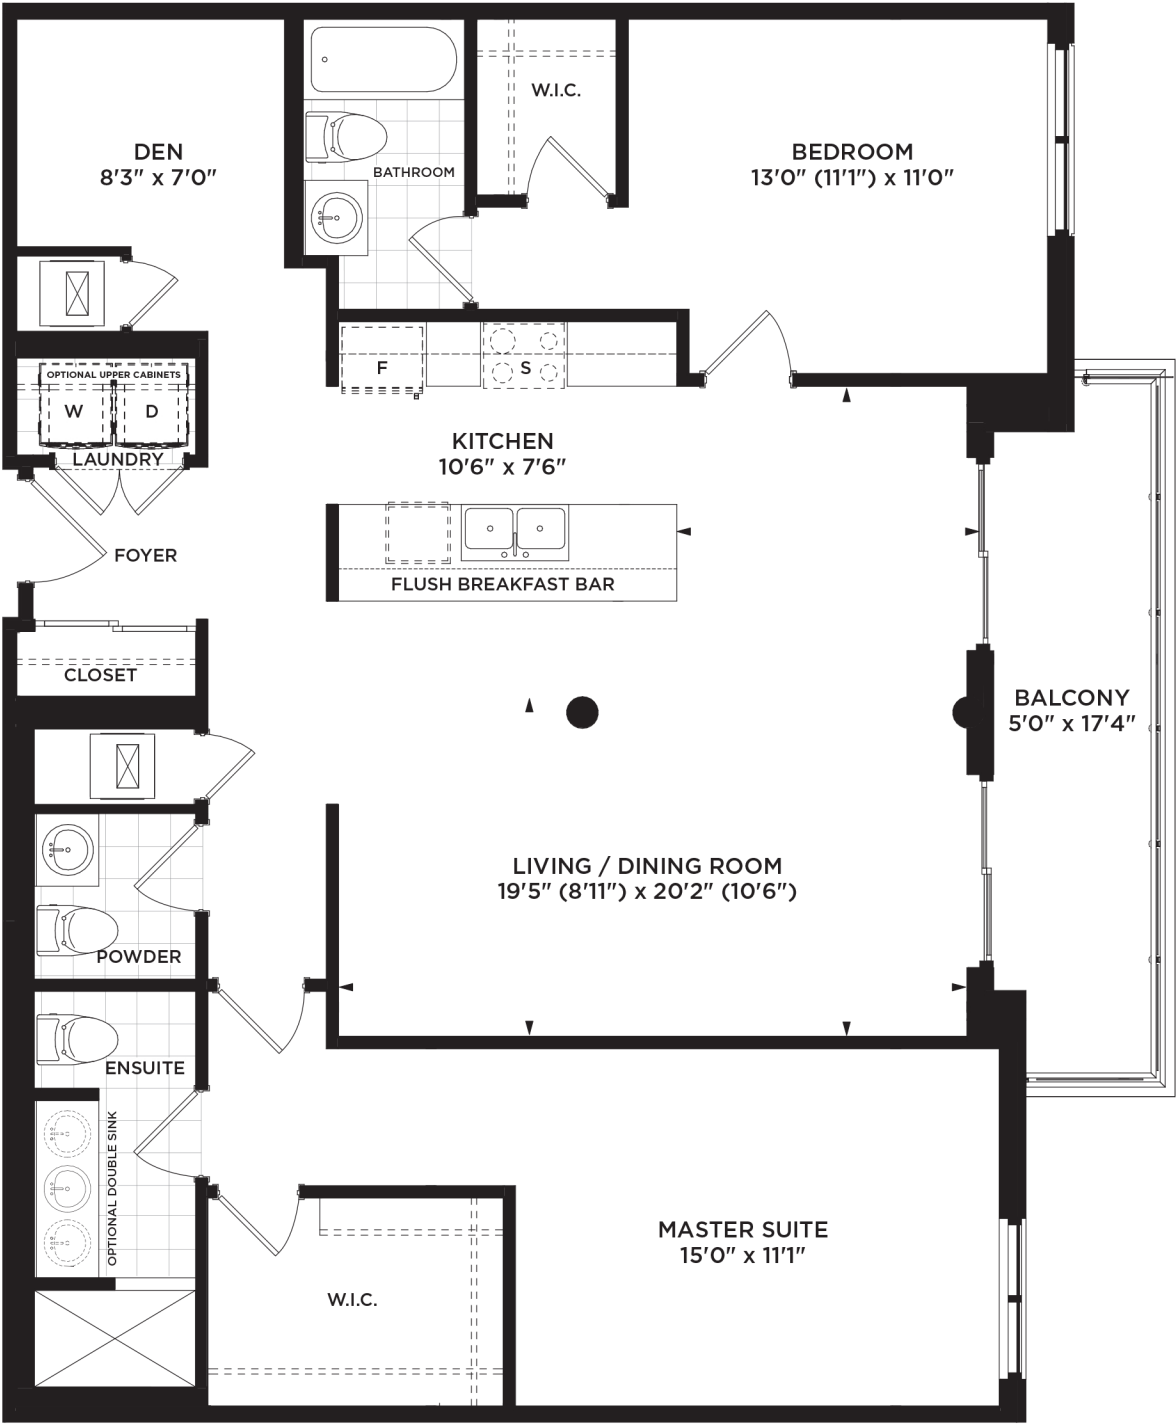 W.I.C.
DEN
8'3" x 7'0"
BATHROOM
BEDROOM
13'0" (11'1") x 11'0"
F
S
OPTIONAL UPPER CABINETS
W
D
LAUNDRY
KITCHEN
10'6" x 7'6"
FOYER
FLUSH BREAKFAST BAR
CLOSET
BALCONY
5'0" x 17'4"
LIVING / DINING ROOM
19'5" (8'11") x 20'2" (10'6")
POWDER
ENSUITE
OPTIONAL DOUBLE SINK
MASTER SUITE
15'0" x 11'1"
W.I.C.